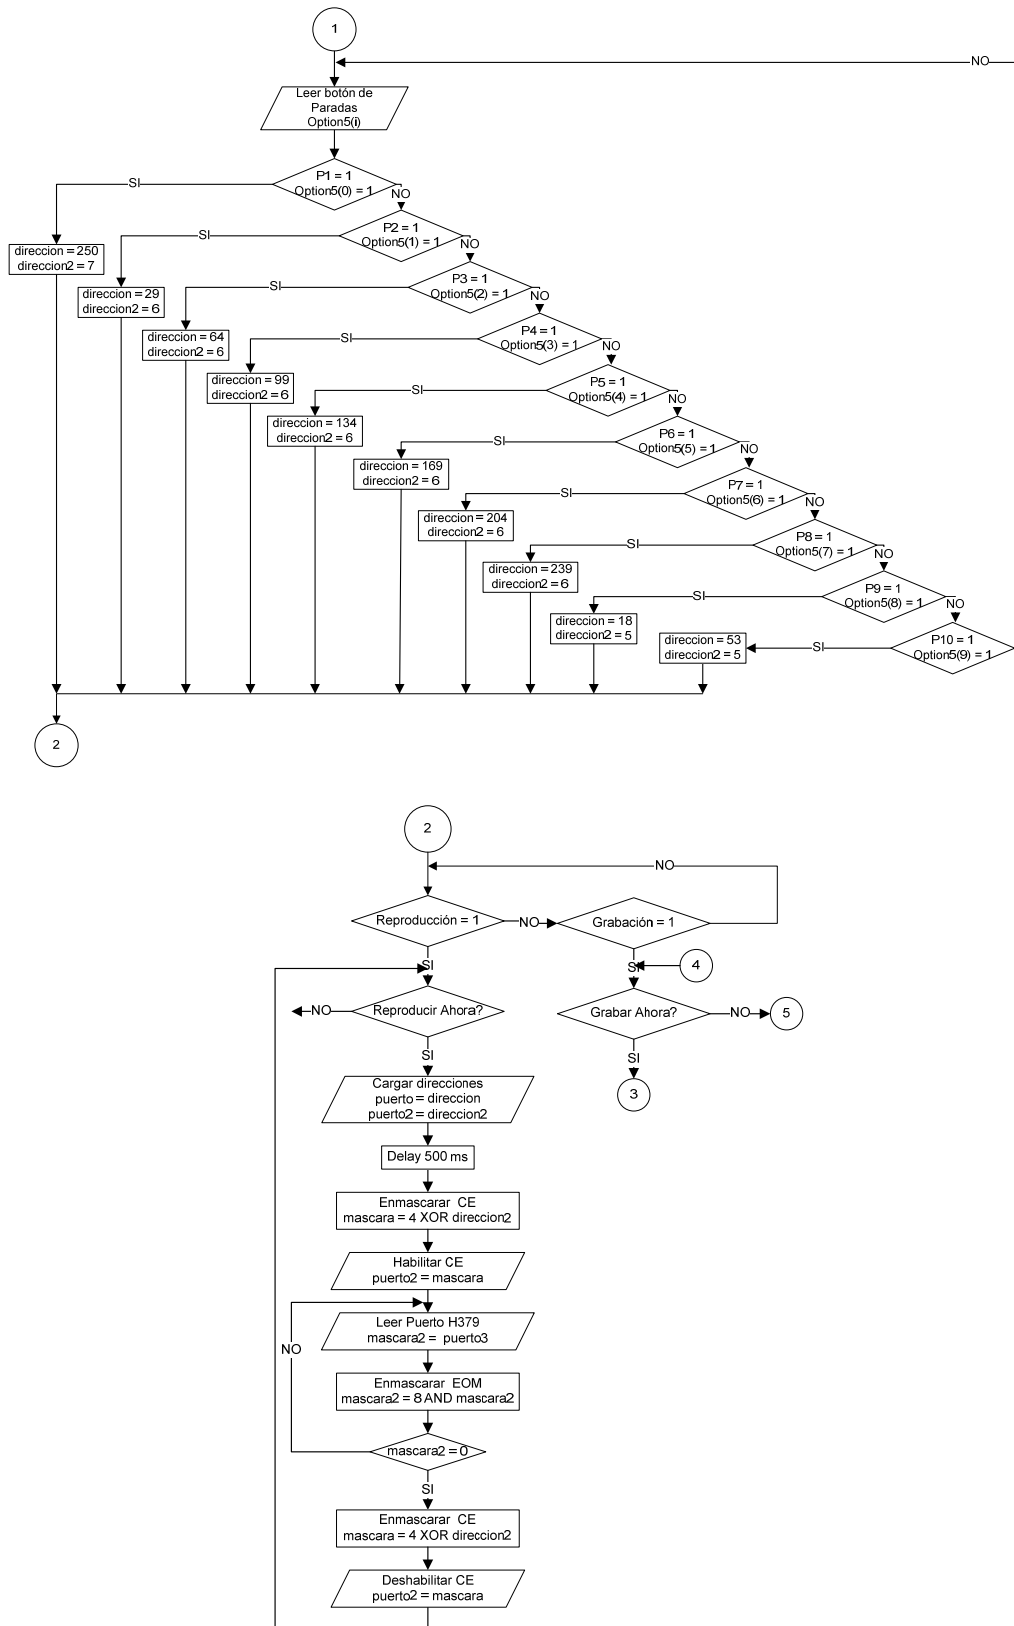 1
NO
Leer botón de
Paradas
Option5(i)
P1 = 1
Option5(0) = 1
SI
NO
direccion = 250
direccion2 = 7
P2 = 1
Option5(1) = 1
SI
NO
direccion = 29
direccion2 = 6
P3 = 1
Option5(2) = 1
SI
NO
direccion = 64
direccion2 = 6
P4 = 1
Option5(3) = 1
SI
NO
direccion = 99
direccion2 = 6
P5 = 1
Option5(4) = 1
SI
NO
direccion = 134
direccion2 = 6
P6 = 1
Option5(5) = 1
SI
NO
direccion = 169
direccion2 = 6
P7 = 1
Option5(6) = 1
SI
NO
direccion = 204
direccion2 = 6
P8 = 1
Option5(7) = 1
SI
NO
direccion = 239
direccion2 = 6
P9 = 1
Option5(8) = 1
SI
NO
direccion = 18
direccion2 = 5
P10 = 1
Option5(9) = 1
SI
direccion = 53
direccion2 = 5
2
2
NO
Reproducción = 1
NO
Grabación = 1
SI
SI
4
Reproducir Ahora?
NO
Grabar Ahora?
NO
5
SI
SI
3
Cargar direcciones
puerto = direccion
puerto2 = direccion2
Delay 500 ms
Enmascarar CE
mascara = 4 XOR direccion2
Habilitar CE
puerto2 = mascara
Leer Puerto H379
mascara2 = puerto3
NO
Enmascarar EOM
mascara2 = 8 AND mascara2
mascara2 = 0
SI
Enmascarar CE
mascara = 4 XOR direccion2
Deshabilitar CE
puerto2 = mascara